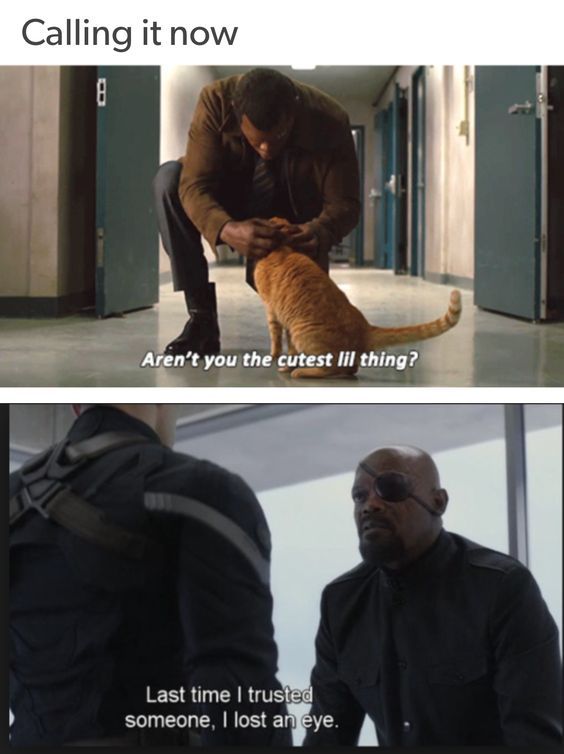 Calling it now
Aren't you the cutest lil thing?
Last time I trusted
someone, I lost an eye.